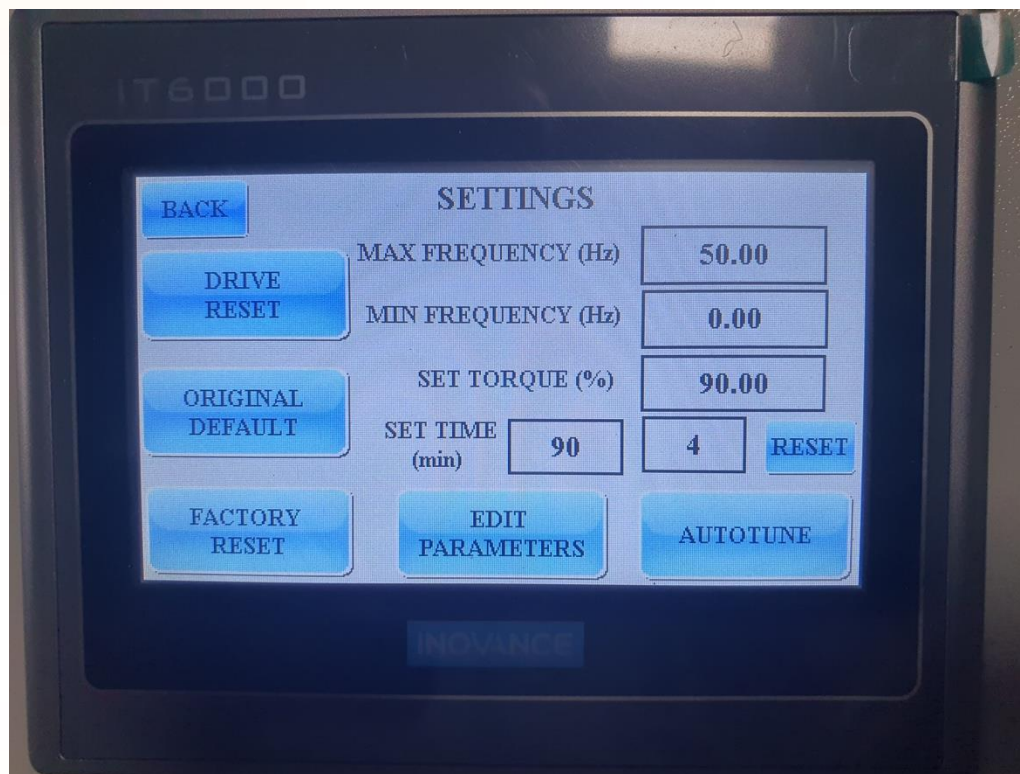 IT6000
BACK
SETTINGS
MAX FREQUENCY (Hz)
50.00
DRIVE
RESET
MIN FREQUENCY (Hz)
0.00
SET TORQUE (%)
90.00
ORIGINAL
DEFAULT
SET TIME
(min)
90
4
RESET
FACTORY
RESET
EDIT
PARAMETERS
AUTOTUNE
INOVANCE